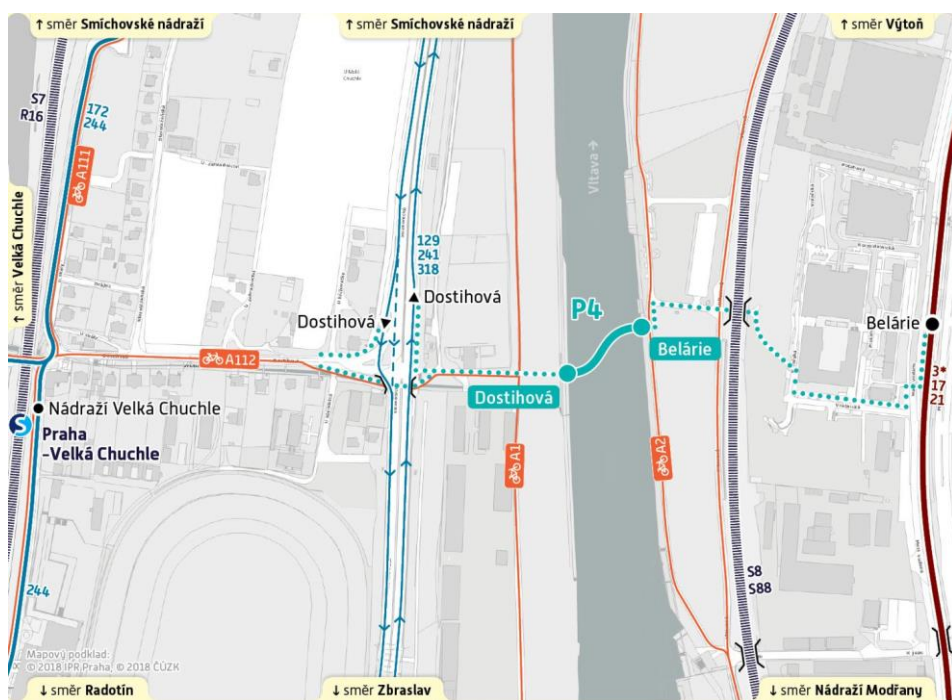 ↑ směr Smíchovské nádraží
↑ směr Smíchovské nádraží
↑ směr Výtoň
S7
R16
172
244
A111
↑ směr Velká Chuchle
Vltava →
129
241
318
Dostihová
Dostihová
P4
Belárie
Belárie
A112
Dostihová
3*
17
21
Nádraží Velká Chuchle
S Praha
-Velká Chuchle
A1
A2
S8
S88
244
Mapový podklad:
© 2018 IPR Praha, © 2018 ČÚZK
↓ směr Radotín
↓ směr Zbraslav
↓ směr Nádraží Modřany